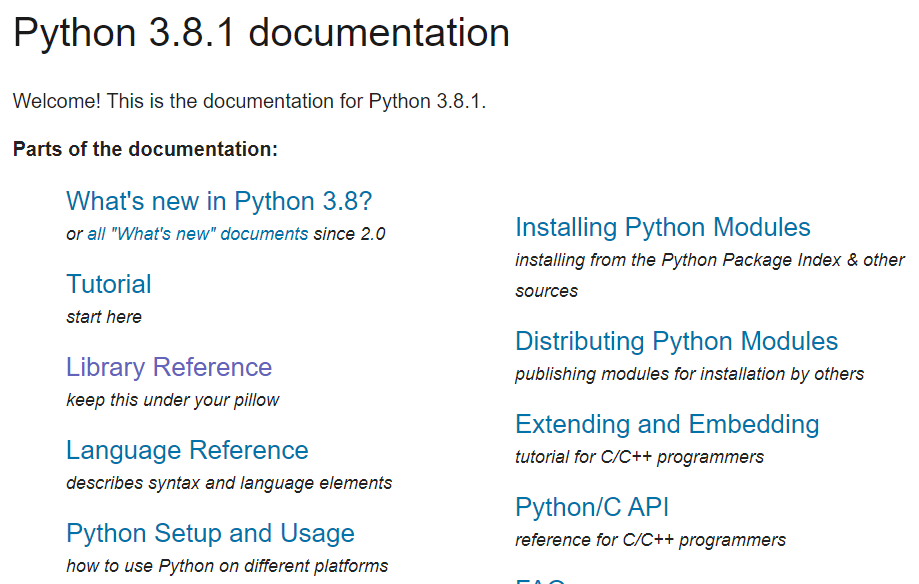 Python 3.8.1 documentation
Welcome! This is the documentation for Python 3.8.1.
Parts of the documentation:
What's new in Python 3.8?
or all "What's new" documents since 2.0
Tutorial
start here
Library Reference
keep this under your pillow
Language Reference
describes syntax and language elements
Python Setup and Usage
how to use Python on different platforms
Installing Python Modules
installing from the Python Package Index & other
sources
Distributing Python Modules
publishing modules for installation by others
Extending and Embedding
tutorial for C/C++ programmers
Python/C API
reference for C/C++ programmers